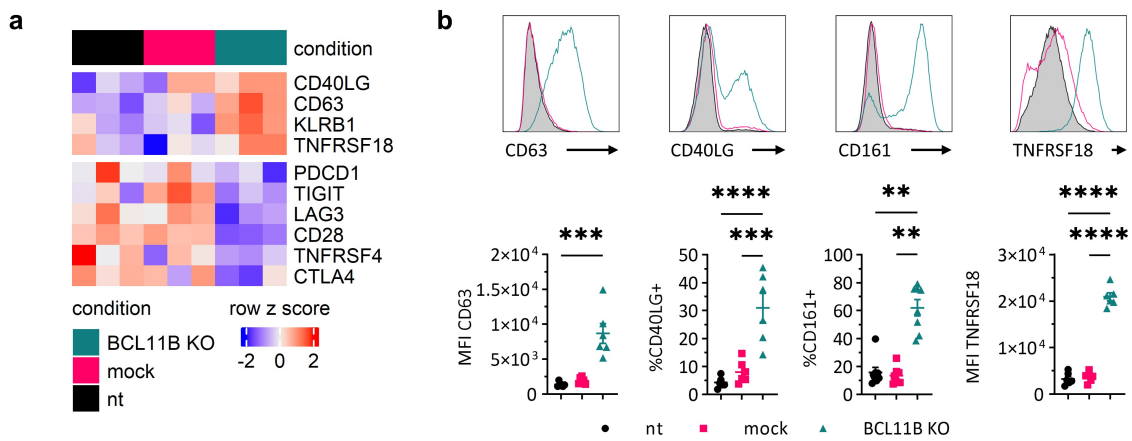 a
condition
CD40LG
CD63
KLRB1
TNFRSF18
PDCD1
TIGIT
LAG3
CD28
TNFRSF4
CTLA4
condition
BCL11B KO
mock
nt
row z score
-2 0 2
b
CD63
CD40LG
CD161
TNFRSF18
MFI CD63
2×10⁴
1.5×10⁴
1×10⁴
5×10³
0
***
%CD40LG+
50
40
30
20
10
0
****
***
%CD161+
100
80
60
40
20
0
**
**
MFI TNFRSF18
3×10⁴
2×10⁴
1×10⁴
0
****
****
nt mock BCL11B KO